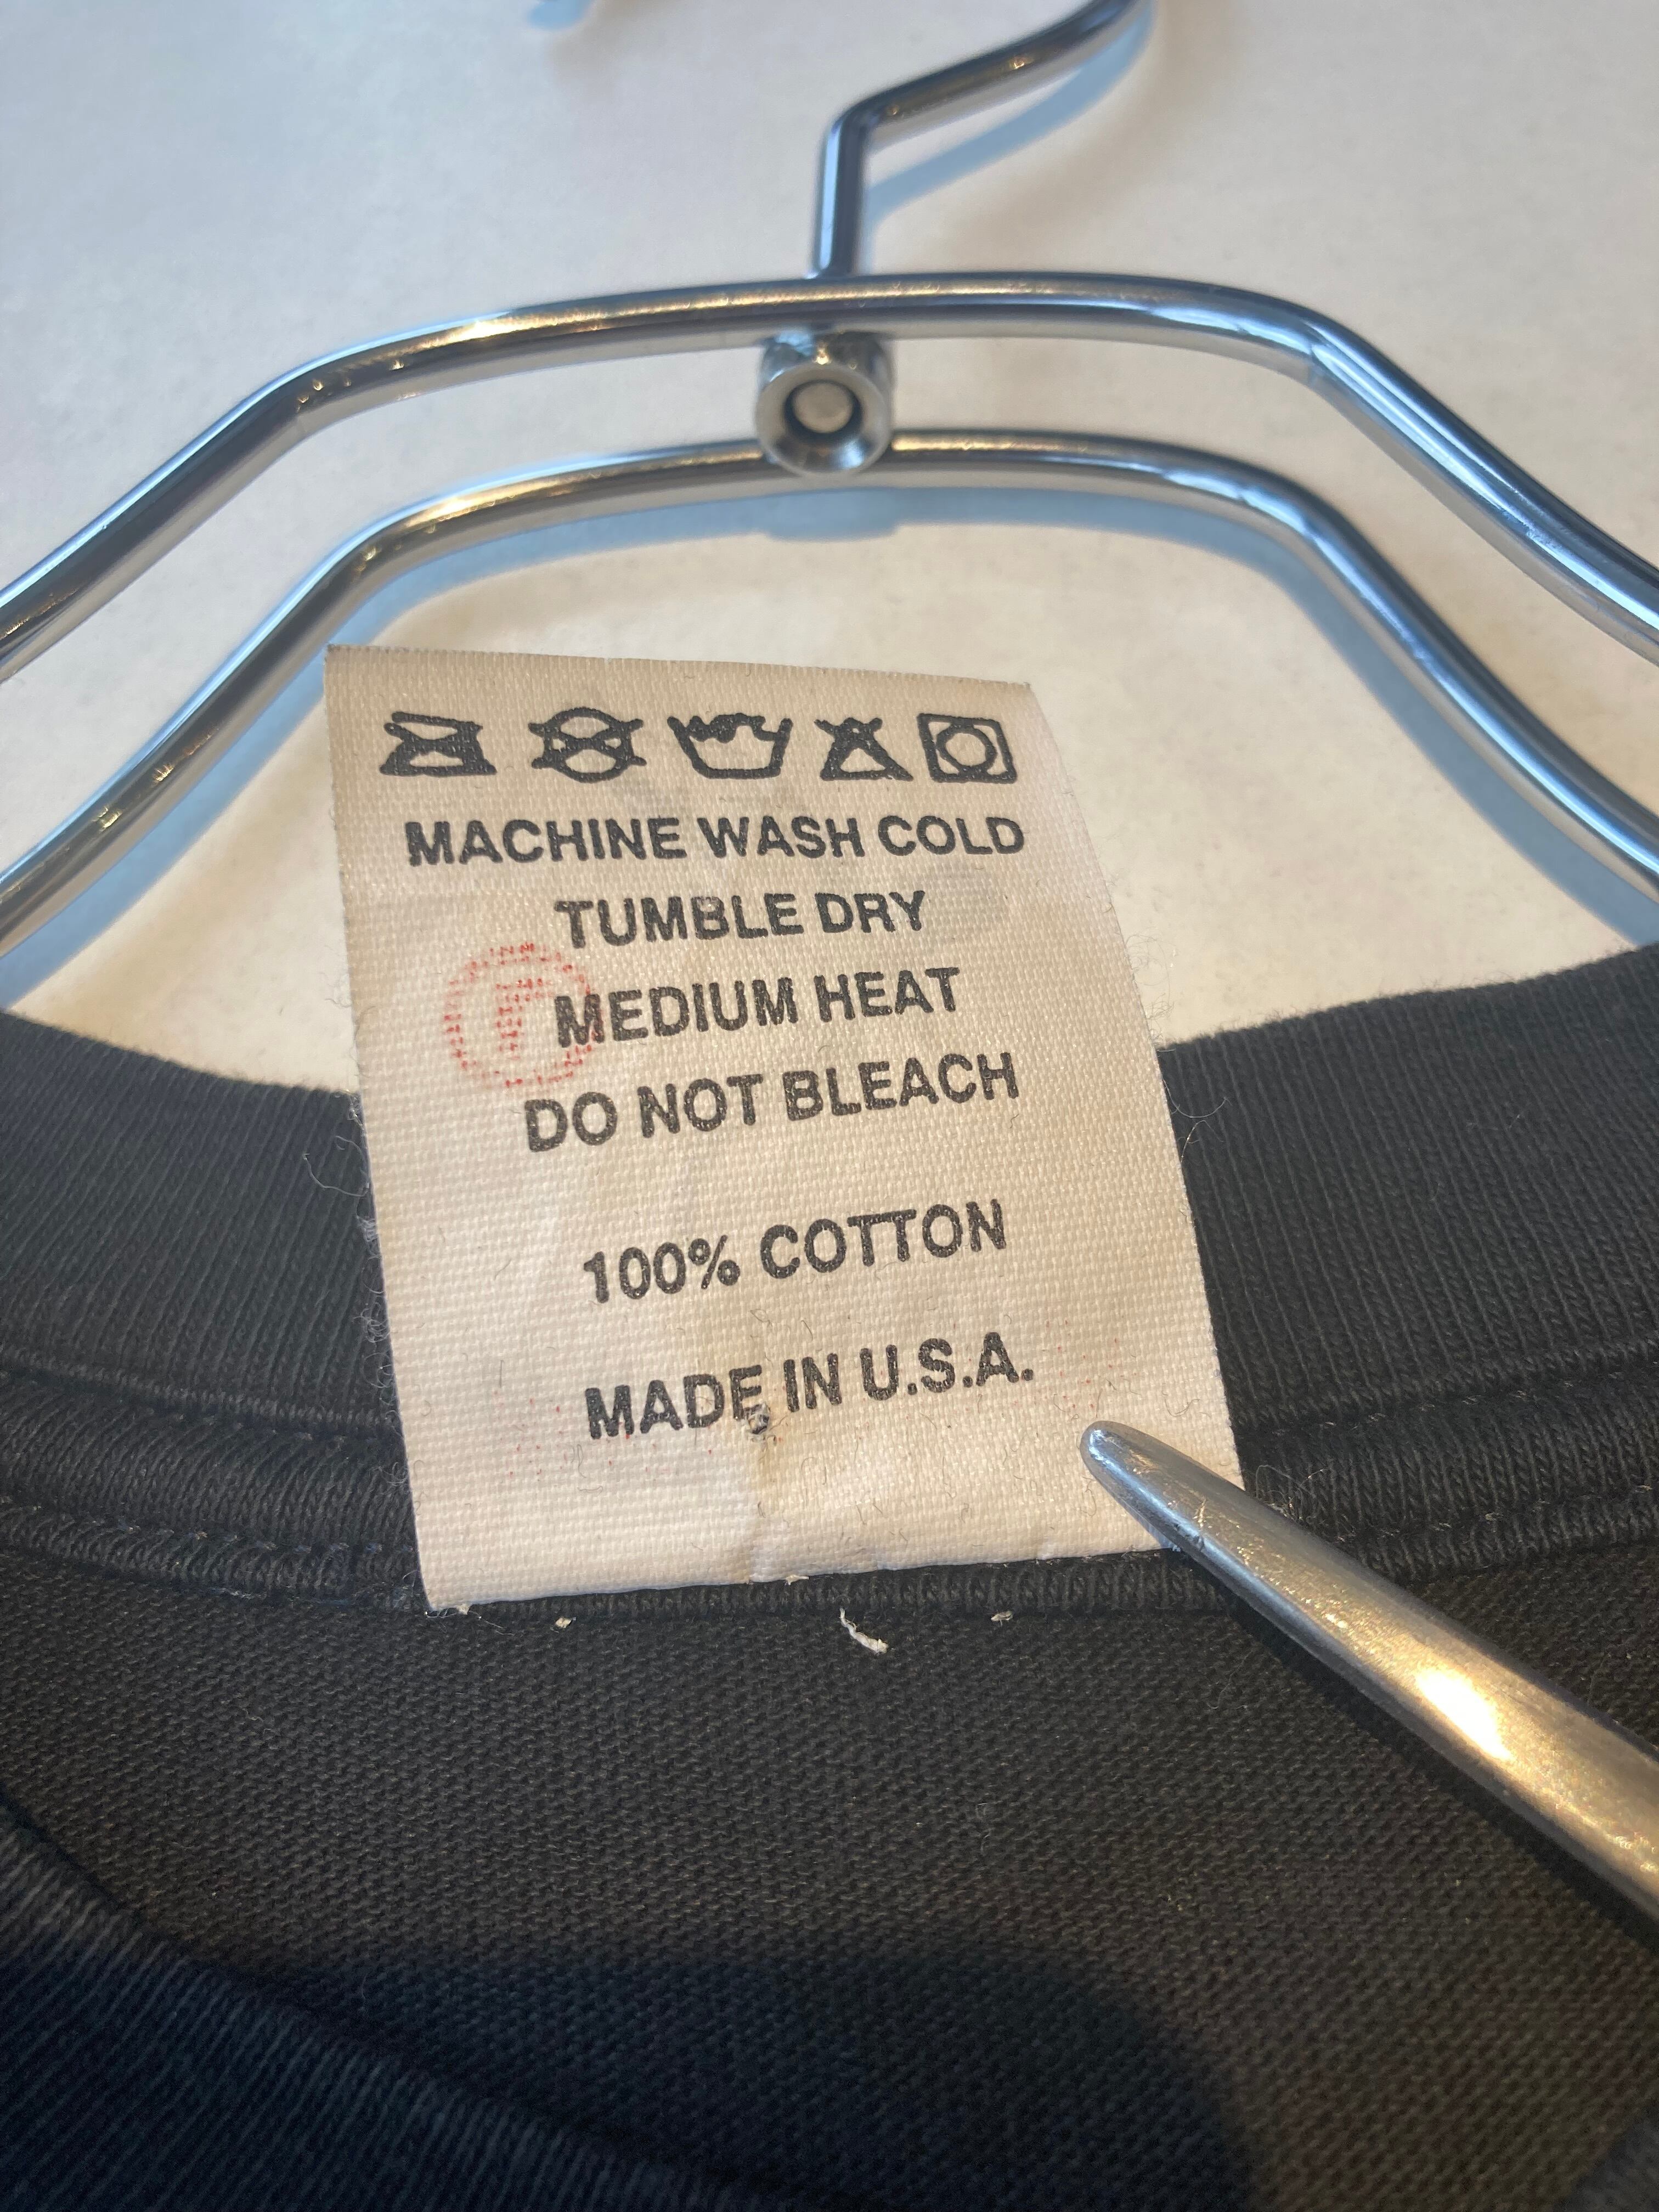 MACHINE WASH COLD
TUMBLE DRY
MEDIUM HEAT
DO NOT BLEACH
100% COTTON
MADE IN U.S.A.